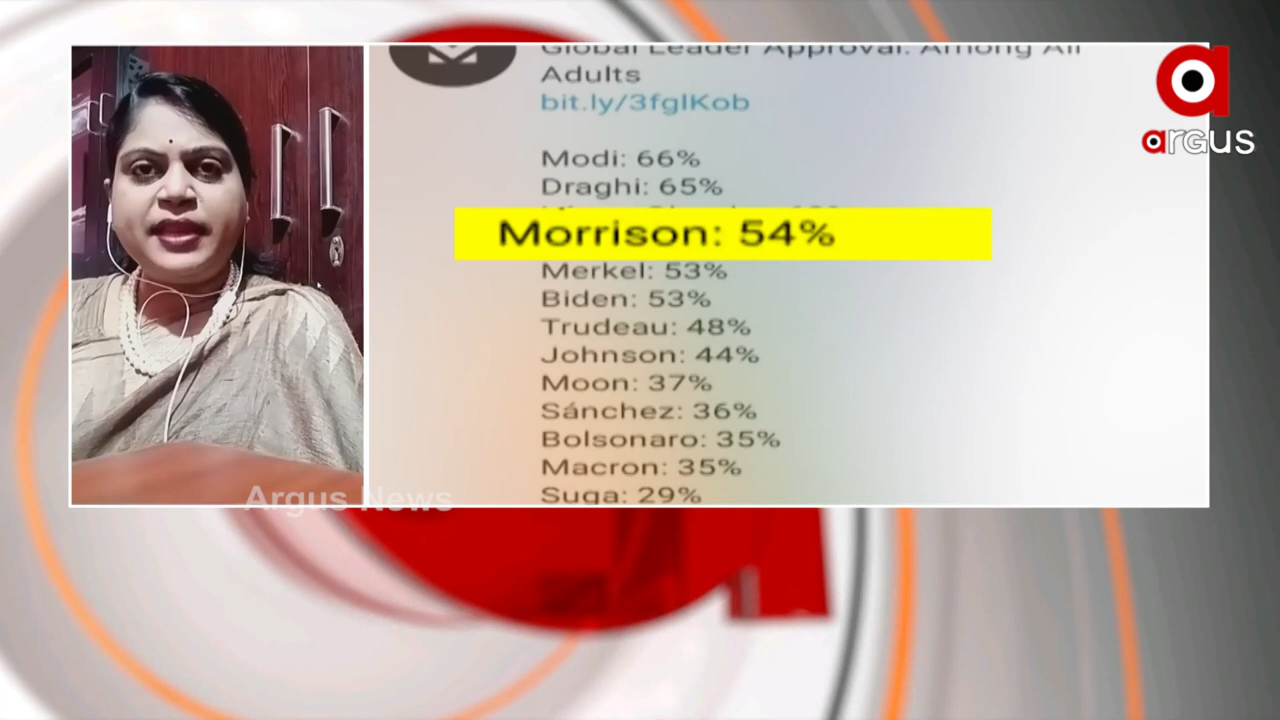 Global Leader Approval: Among All
Adults
bit.ly/3fglKob
Modi: 66%
Draghi: 65%
Morrison: 54%
Merkel: 53%
Biden: 53%
Trudeau: 48%
Johnson: 44%
Moon: 37%
Sánchez: 36%
Bolsonaro: 35%
Macron: 35%
Suga: 29%
argus
Argus News